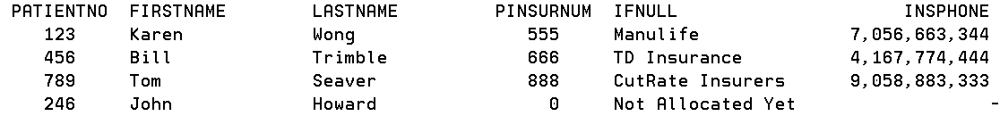 PATIENTNO FIRSTNAME LASTNAME PINSURNUM IFNULL INSPHONE
123 Karen Wong 555 Manulife 7,056,663,344
456 Bill Trimble 666 TD Insurance 4,167,774,444
789 Tom Seaver 888 CutRate Insurers 9,058,883,333
246 John Howard 0 Not Allocated Yet -